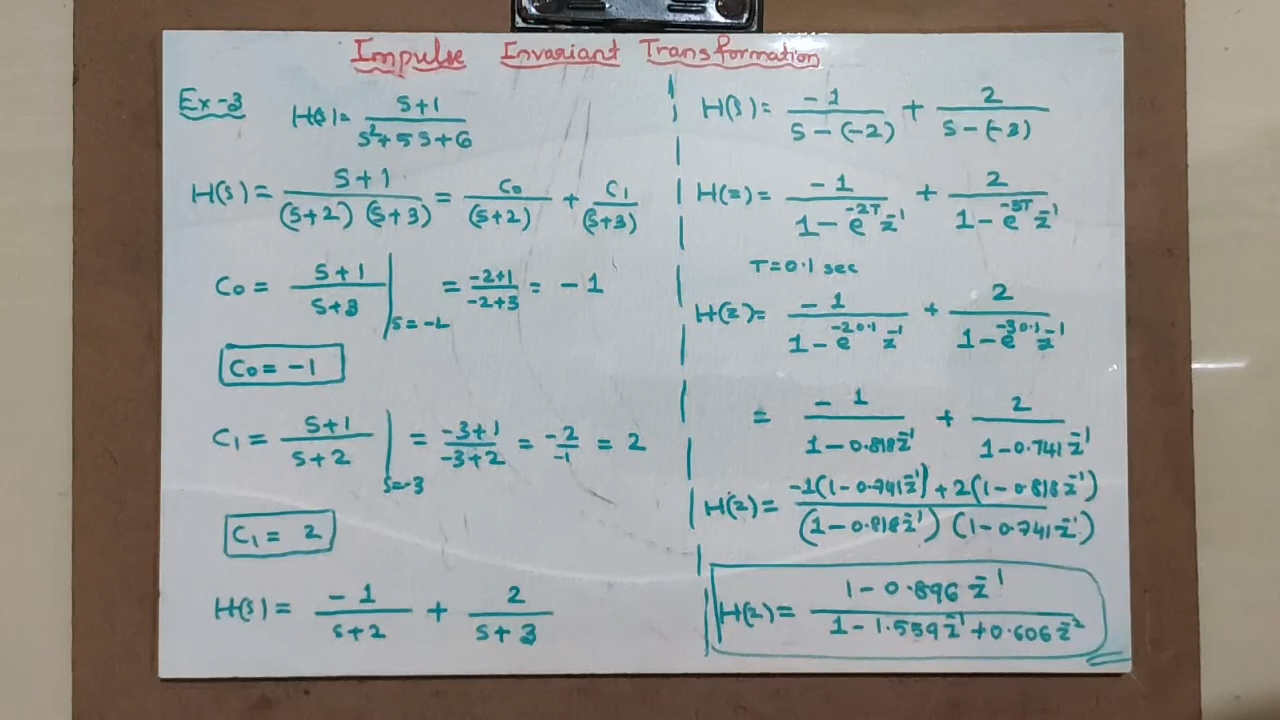 Impulse Invariant Transformation
Ex-3
H(s) = s+1 / s²+5s+6
H(s) = s+1 / (s+2) (s+3) = C₀ / (s+2) + C₁ / (s+3)
C₀ = s+1 / s+3 |s=-2 = -2+1 / -2+3 = -1
C₀ = -1
C₁ = s+1 / s+2 |s=-3 = -3+1 / -3+2 = -2 / -1 = 2
C₁ = 2
H(s) = -1 / s+2 + 2 / s+3
H(s) = -1 / s-(-2) + 2 / s-(-3)
H(z) = -1 / 1-e^-2T z⁻¹ + 2 / 1-e^-3T z⁻¹
T=0.1 sec
H(z) = -1 / 1-e^-2 0.1 z⁻¹ + 2 / 1-e^-3 0.1 z⁻¹
= -1 / 1-0.818z⁻¹ + 2 / 1-0.741z⁻¹
H(z) = -1(1-0.741z⁻¹)+2(1-0.818z⁻¹) / (1-0.818z⁻¹) (1-0.741z⁻¹)
H(z) = 1-0.896z⁻¹ / 1-1.559z⁻¹+0.606z⁻²